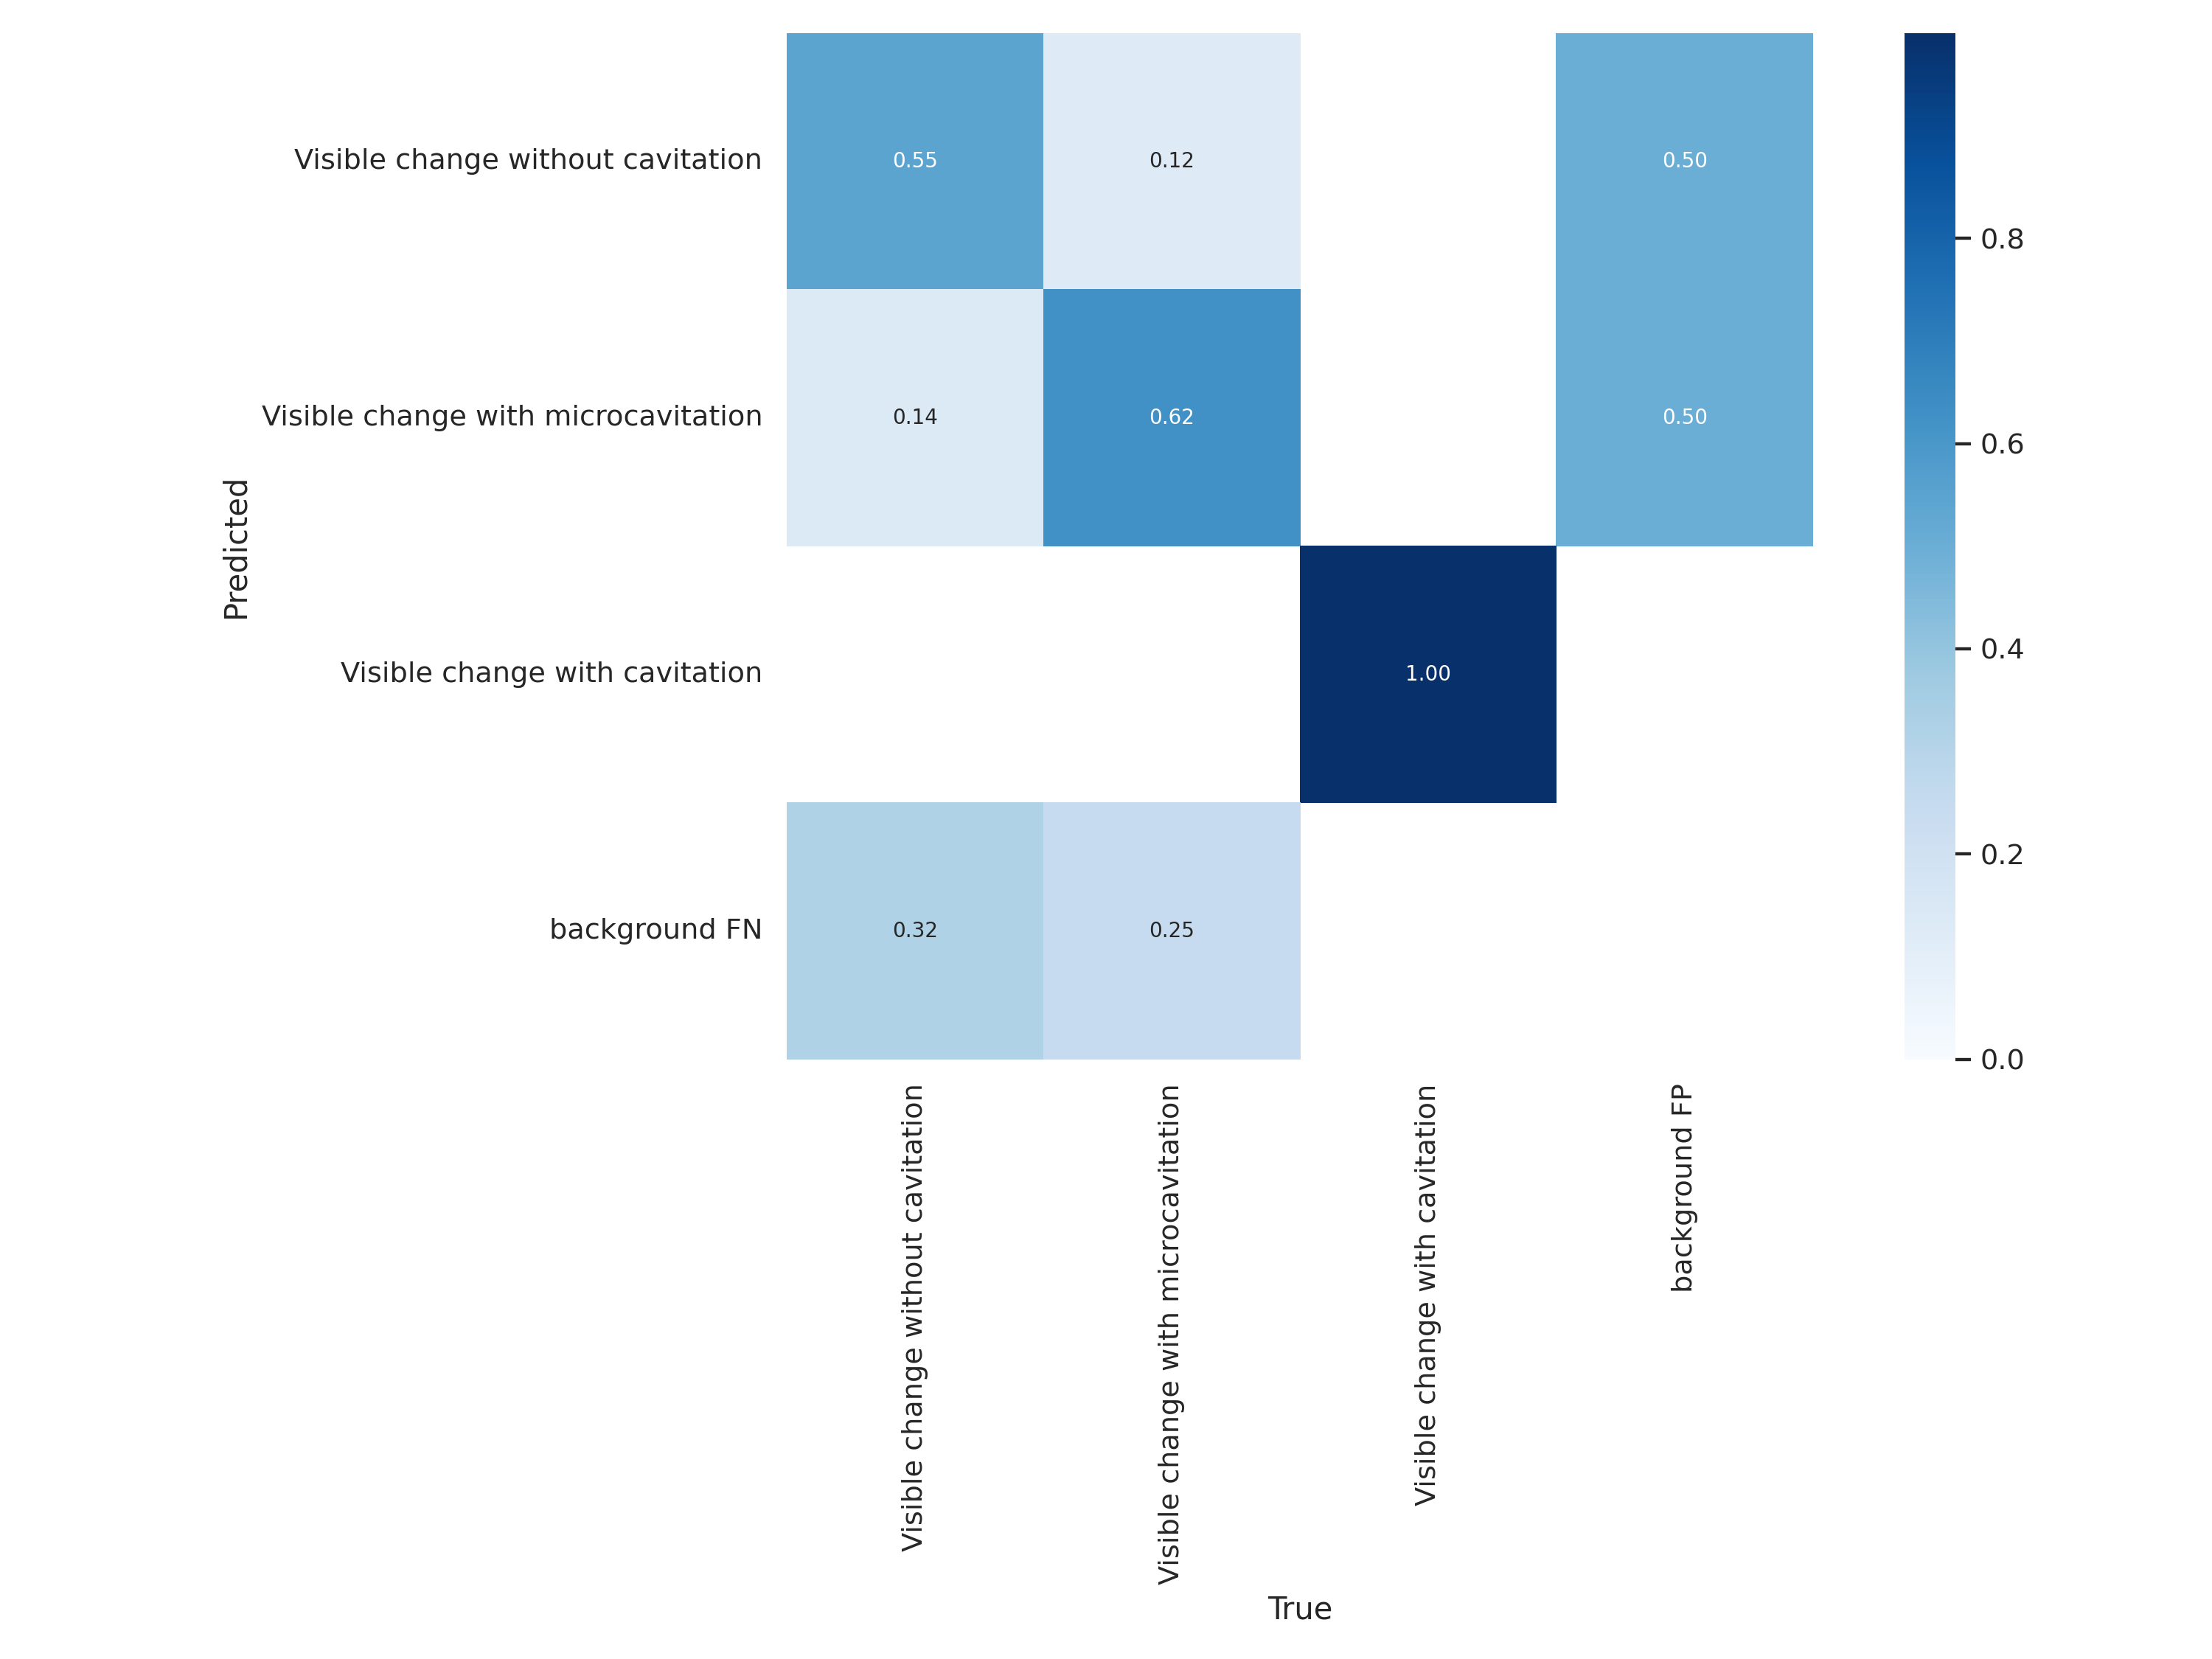 Visible change without cavitation
0.55
0.12
0.50
0.8
Visible change with microcavitation
0.14
0.62
0.50
0.6
Predicted
Visible change with cavitation
1.00
0.4
background FN
0.32
0.25
0.2
0.0
Visible change without cavitation
Visible change with microcavitation
Visible change with cavitation
background FP
True